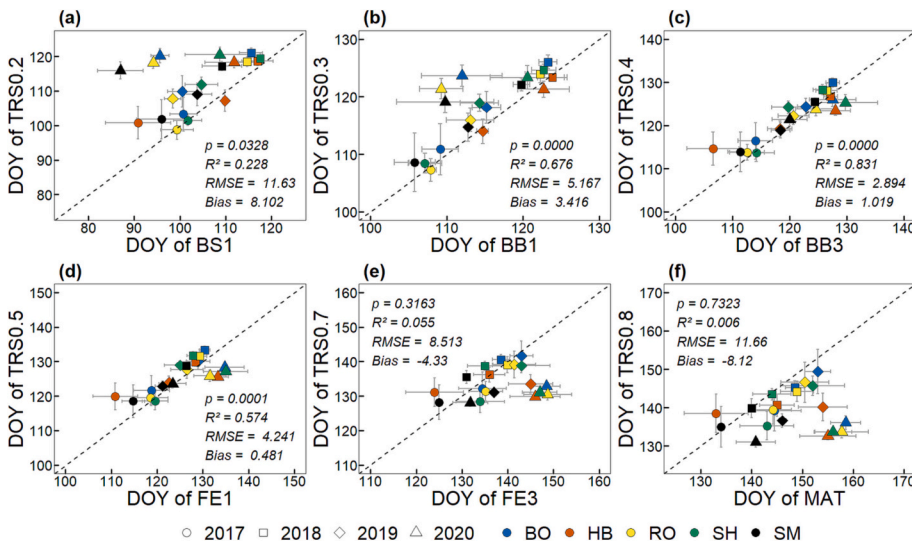 (a)
DOY of TRS0.2
120
110
100
90
80
p = 0.0328
R² = 0.228
RMSE = 11.63
Bias = 8.102
80 90 100 110 120
DOY of BS1
(b)
DOY of TRS0.3
130
120
110
100
p = 0.0000
R² = 0.676
RMSE = 5.167
Bias = 3.416
100 110 120 130
DOY of BB1
(c)
DOY of TRS0.4
140
130
120
110
100
p = 0.0000
R² = 0.831
RMSE = 2.894
Bias = 1.019
100 110 120 130 140
DOY of BB3
(d)
DOY of TRS0.5
150
140
130
120
110
100
p = 0.0001
R² = 0.574
RMSE = 4.241
Bias = 0.481
100 110 120 130 140 150
DOY of FE1
(e)
DOY of TRS0.7
160
150
140
130
120
110
p = 0.3163
R² = 0.055
RMSE = 8.513
Bias = -4.33
110 120 130 140 150 160
DOY of FE3
(f)
DOY of TRS0.8
170
160
150
140
130
p = 0.7323
R² = 0.006
RMSE = 11.66
Bias = -8.12
130 140 150 160 170
DOY of MAT
2017 2018 2019 2020 BO HB RO SH SM